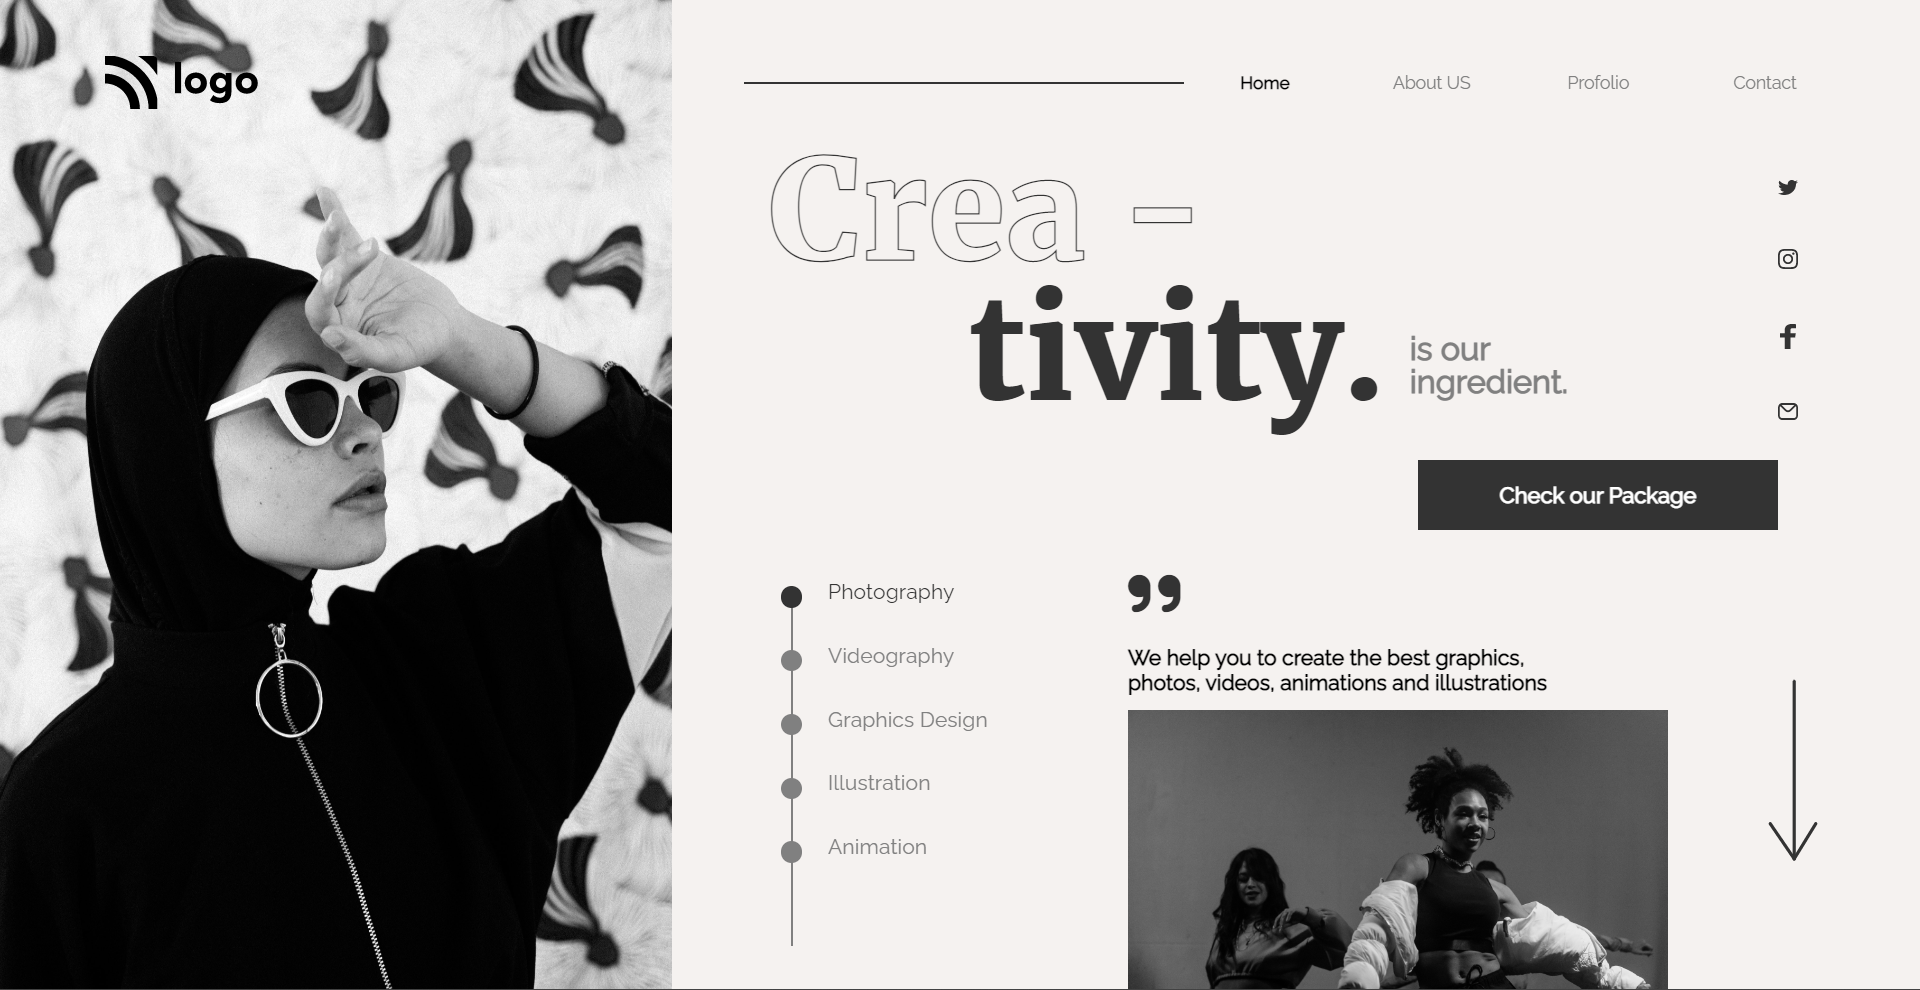 logo
Home About US Profolio Contact
Crea –
tivity.
is our
ingredient.
Check our Package
Photography
Videography
Graphics Design
Illustration
Animation
❞
We help you to create the best graphics,
photos, videos, animations and illustrations